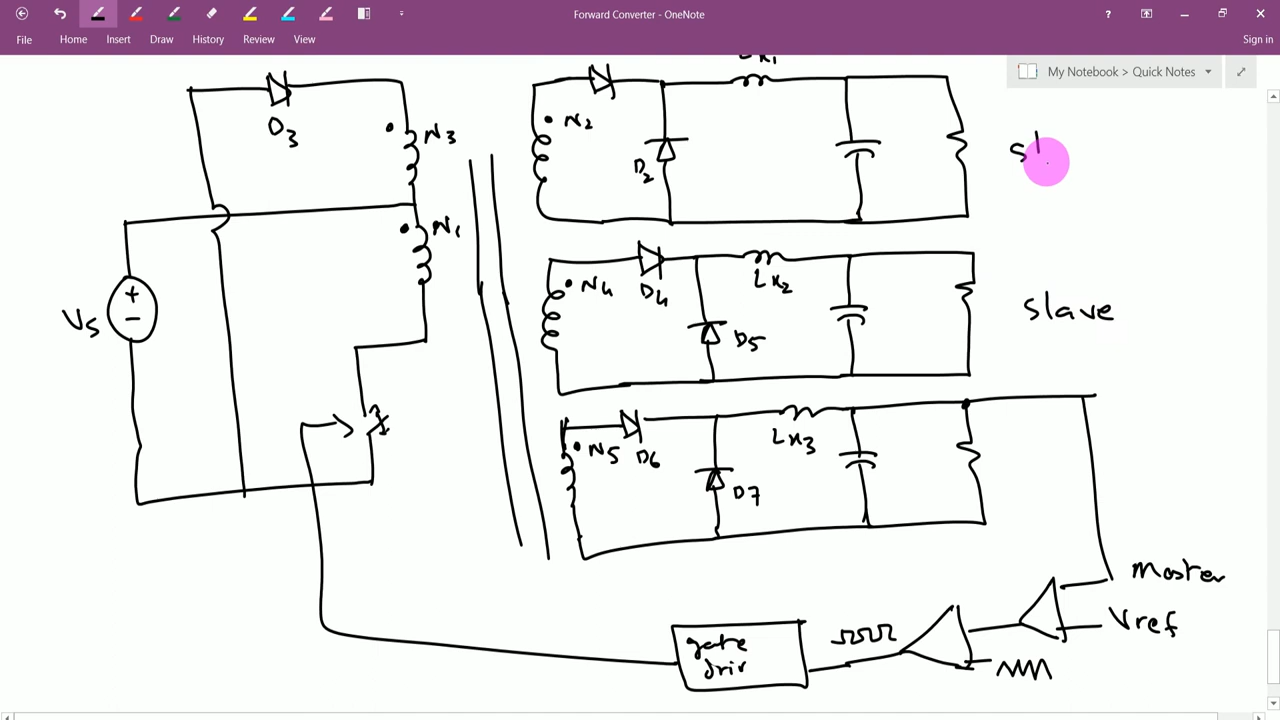 Forward Converter - OneNote
?
File
Home
Insert
Draw
History
Review
View
Sign in
My Notebook > Quick Notes
D3
N3
N2
D2
sl
N1
Vs
+
−
N4
D4
Lx2
D5
slave
N5
D6
Lx3
D7
Master
Vref
gate
driv